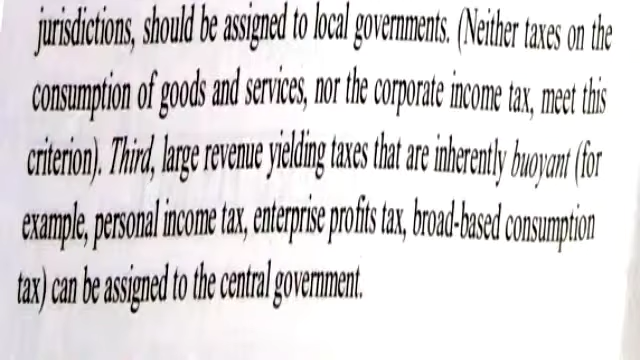 jurisdictions, should be assigned to local governments. (Neither taxes on the
consumption of goods and services, nor the corporate income tax, meet this
criterion). Third, large revenue yielding taxes that are inherently buoyant (for
example, personal income tax, enterprise profits tax, broad-based consumption
tax) can be assigned to the central government.